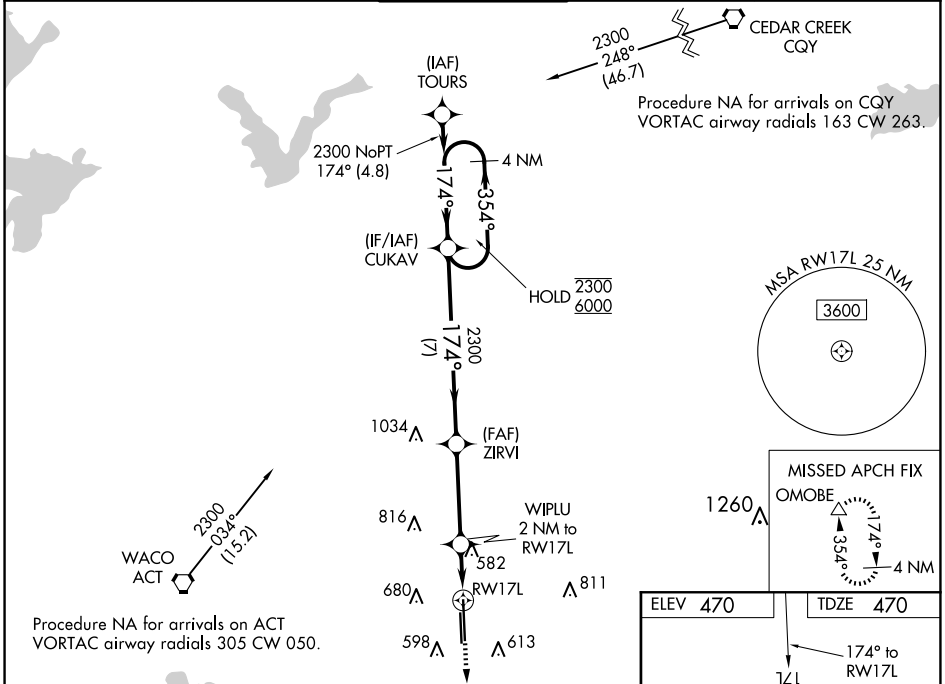 CEDAR CREEK
CQY
2300
248°
(46.7)
Procedure NA for arrivals on CQY
VORTAC airway radials 163 CW 263.
(IAF)
TOURS
2300 NoPT
174° (4.8)
4 NM
174°
354°
(IF/IAF)
CUKAV
HOLD 2300
6000
2300
174°
(7)
MSA RW17L 25 NM
3600
1034
(FAF)
ZIRVI
MISSED APCH FIX
OMOBE
174°
354°
4 NM
1260
816
WIPLU
2 NM to
RW17L
582
2300
034°
(15.2)
WACO
ACT
680
RW17L
811
Procedure NA for arrivals on ACT
VORTAC airway radials 305 CW 050.
598
613
ELEV 470
TDZE 470
174° to
RW17L
17L